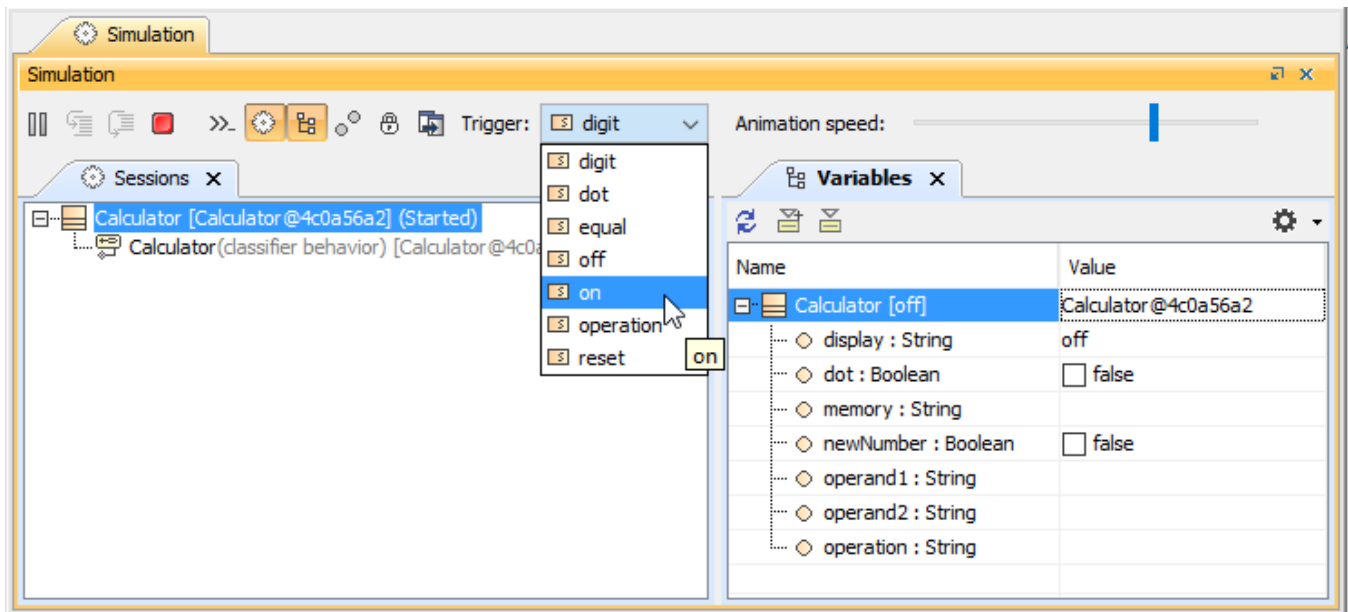 Simulation
Simulation
Trigger: digit
Animation speed:
digit
dot
equal
off
on
operation
reset
on
Sessions
Calculator [Calculator@4c0a56a2] (Started)
Calculator(classifier behavior) [Calculator@4c0a
Variables
Name Value
Calculator [off] Calculator@4c0a56a2
display : String off
dot : Boolean false
memory : String
newNumber : Boolean false
operand1 : String
operand2 : String
operation : String